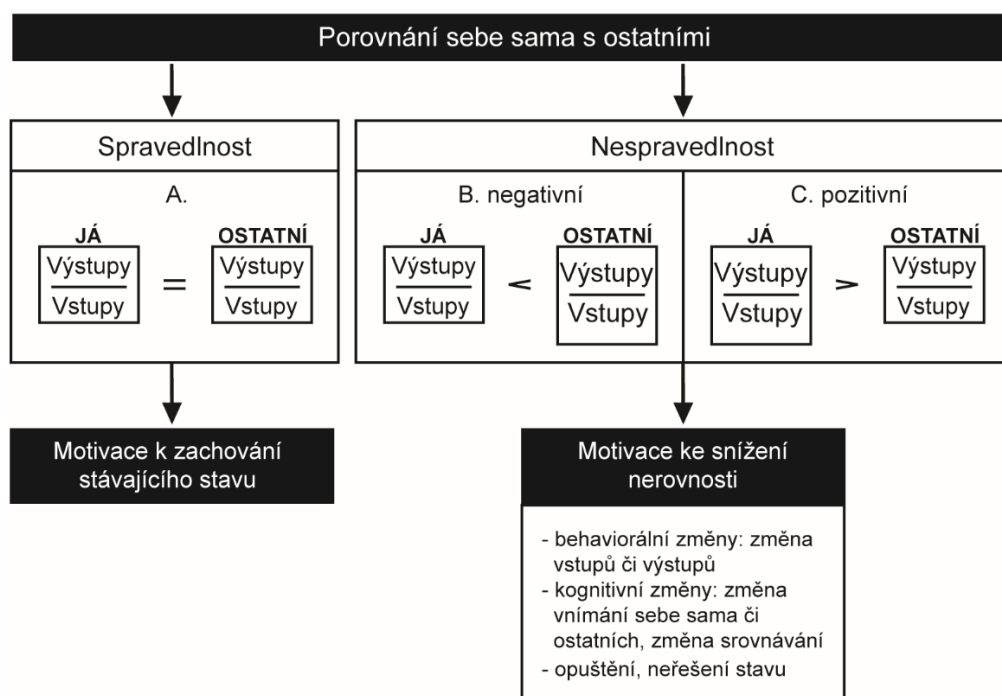 Porovnání sebe sama s ostatními
Spravedlnost
A.
JÁ
Výstupy
Vstupy
=
OSTATNÍ
Výstupy
Vstupy
Nespravedlnost
B. negativní
JÁ
Výstupy
Vstupy
<
OSTATNÍ
Výstupy
Vstupy
C. pozitivní
JÁ
Výstupy
Vstupy
>
OSTATNÍ
Výstupy
Vstupy
Motivace k zachování
stávajícího stavu
Motivace ke snížení
nerovnosti
- behaviorální změny: změna
vstupů či výstupů
- kognitivní změny: změna
vnímání sebe sama či
ostatních, změna srovnávání
- opuštění, neřešení stavu